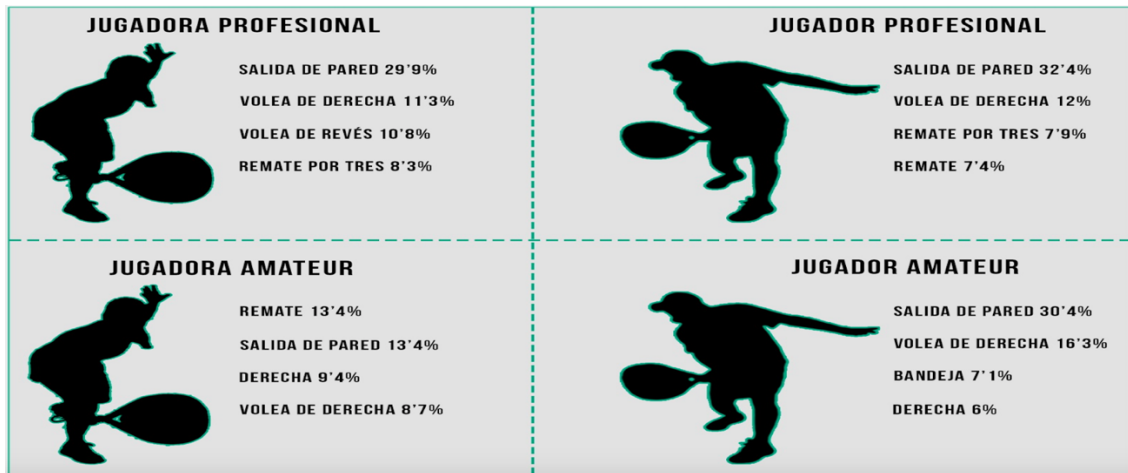 JUGADORA PROFESIONAL
SALIDA DE PARED 29'9%
VOLEA DE DERECHA 11'3%
VOLEA DE REVÉS 10'8%
REMATE POR TRES 8'3%
JUGADOR PROFESIONAL
SALIDA DE PARED 32'4%
VOLEA DE DERECHA 12%
REMATE POR TRES 7'9%
REMATE 7'4%
JUGADORA AMATEUR
REMATE 13'4%
SALIDA DE PARED 13'4%
DERECHA 9'4%
VOLEA DE DERECHA 8'7%
JUGADOR AMATEUR
SALIDA DE PARED 30'4%
VOLEA DE DERECHA 16'3%
BANDEJA 7'1%
DERECHA 6%